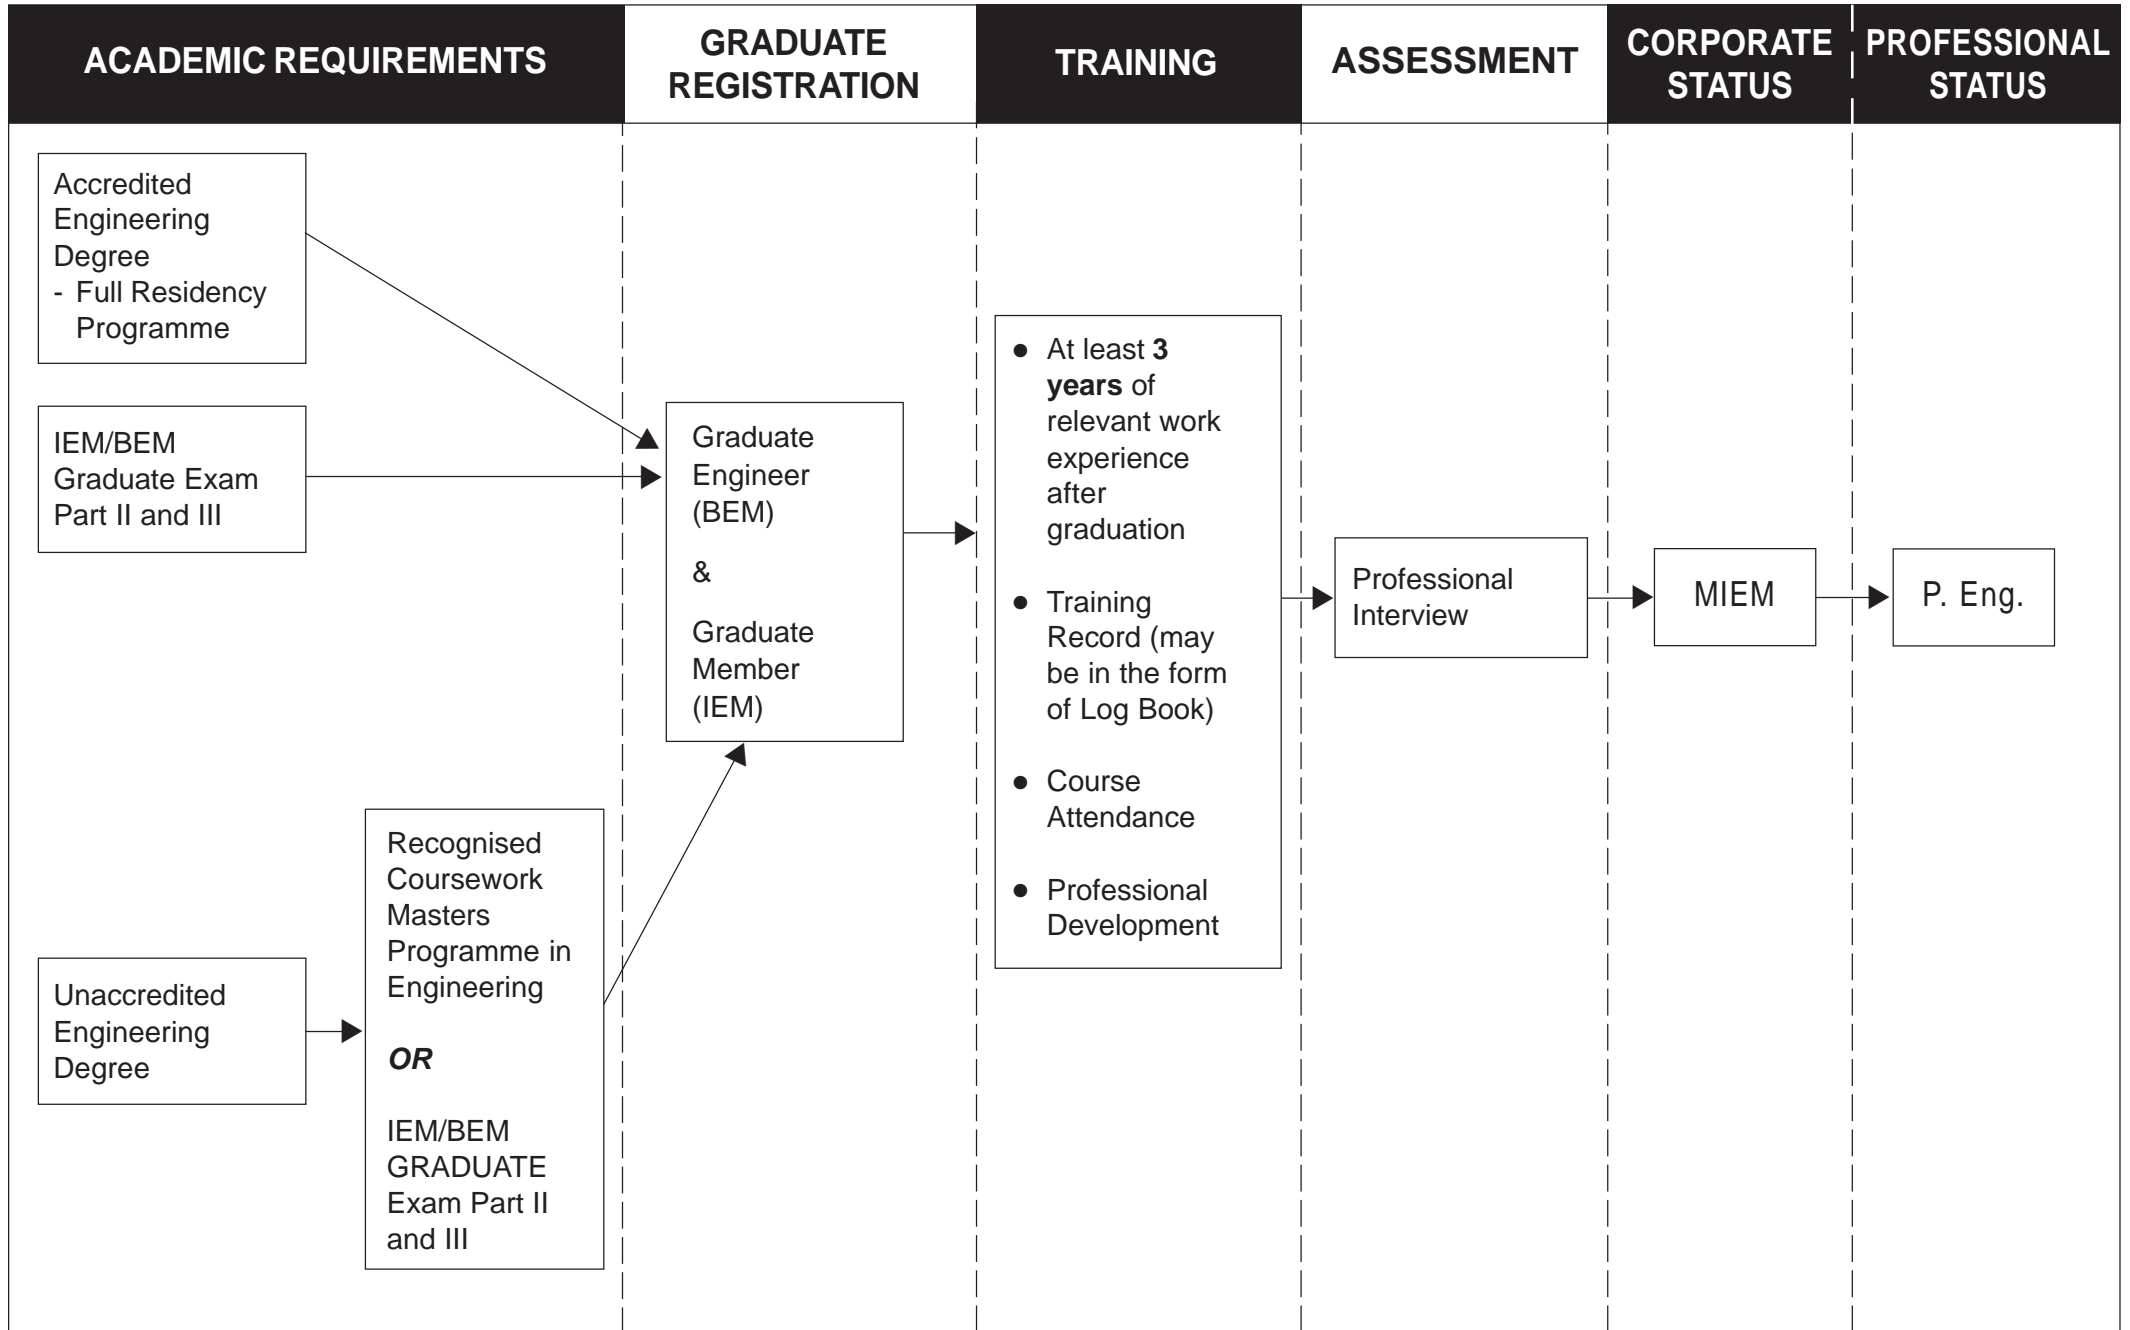 ACADEMIC REQUIREMENTS
GRADUATE
REGISTRATION
TRAINING
ASSESSMENT
CORPORATE
STATUS
PROFESSIONAL
STATUS
Accredited
Engineering
Degree
- Full Residency
Programme
IEM/BEM
Graduate Exam
Part II and III
Unaccredited
Engineering
Degree
Recognised
Coursework
Masters
Programme in
Engineering
OR
IEM/BEM
GRADUATE
Exam Part II
and III
Graduate
Engineer
(BEM)
&
Graduate
Member
(IEM)
● At least 3
years of
relevant work
experience
after
graduation
● Training
Record (may
be in the form
of Log Book)
● Course
Attendance
● Professional
Development
Professional
Interview
MIEM
P. Eng.